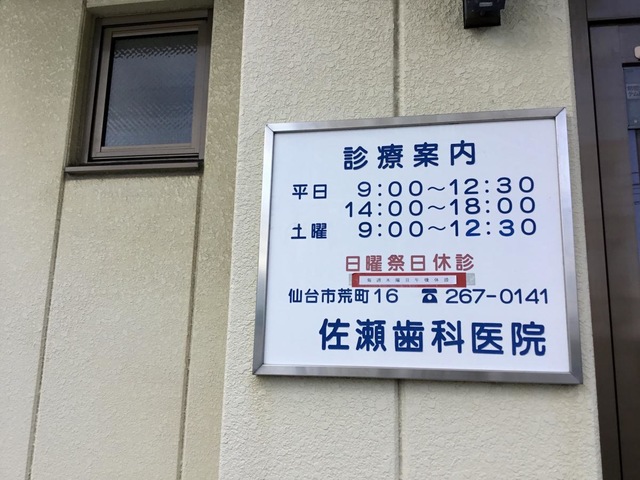 診療案内
平日 9:00～12:30
14:00～18:00
土曜 9:00～12:30
日曜祭日休診
仙台市荒町16 ☎267-0141
佐瀬歯科医院